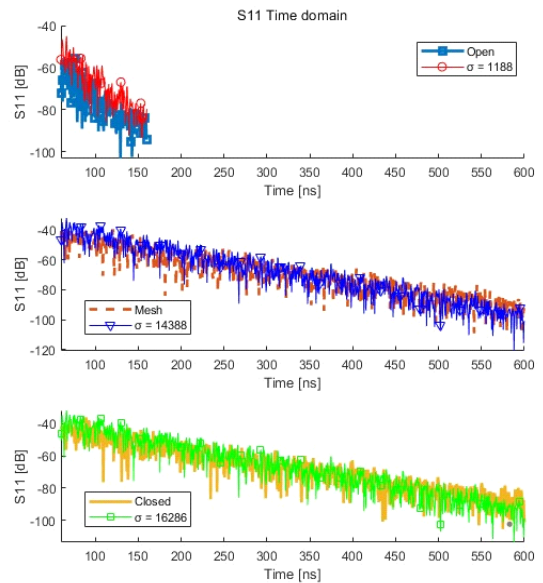 S11 Time domain
-40
-60
-80
-100
S11 [dB]
Open
σ = 1188
100 150 200 250 300 350 400 450 500 550 600
Time [ns]
-40
-60
-80
-100
-120
S11 [dB]
Mesh
σ = 14388
100 150 200 250 300 350 400 450 500 550 600
Time [ns]
-40
-60
-80
-100
S11 [dB]
Closed
σ = 16286
100 150 200 250 300 350 400 450 500 550 600
Time [ns]